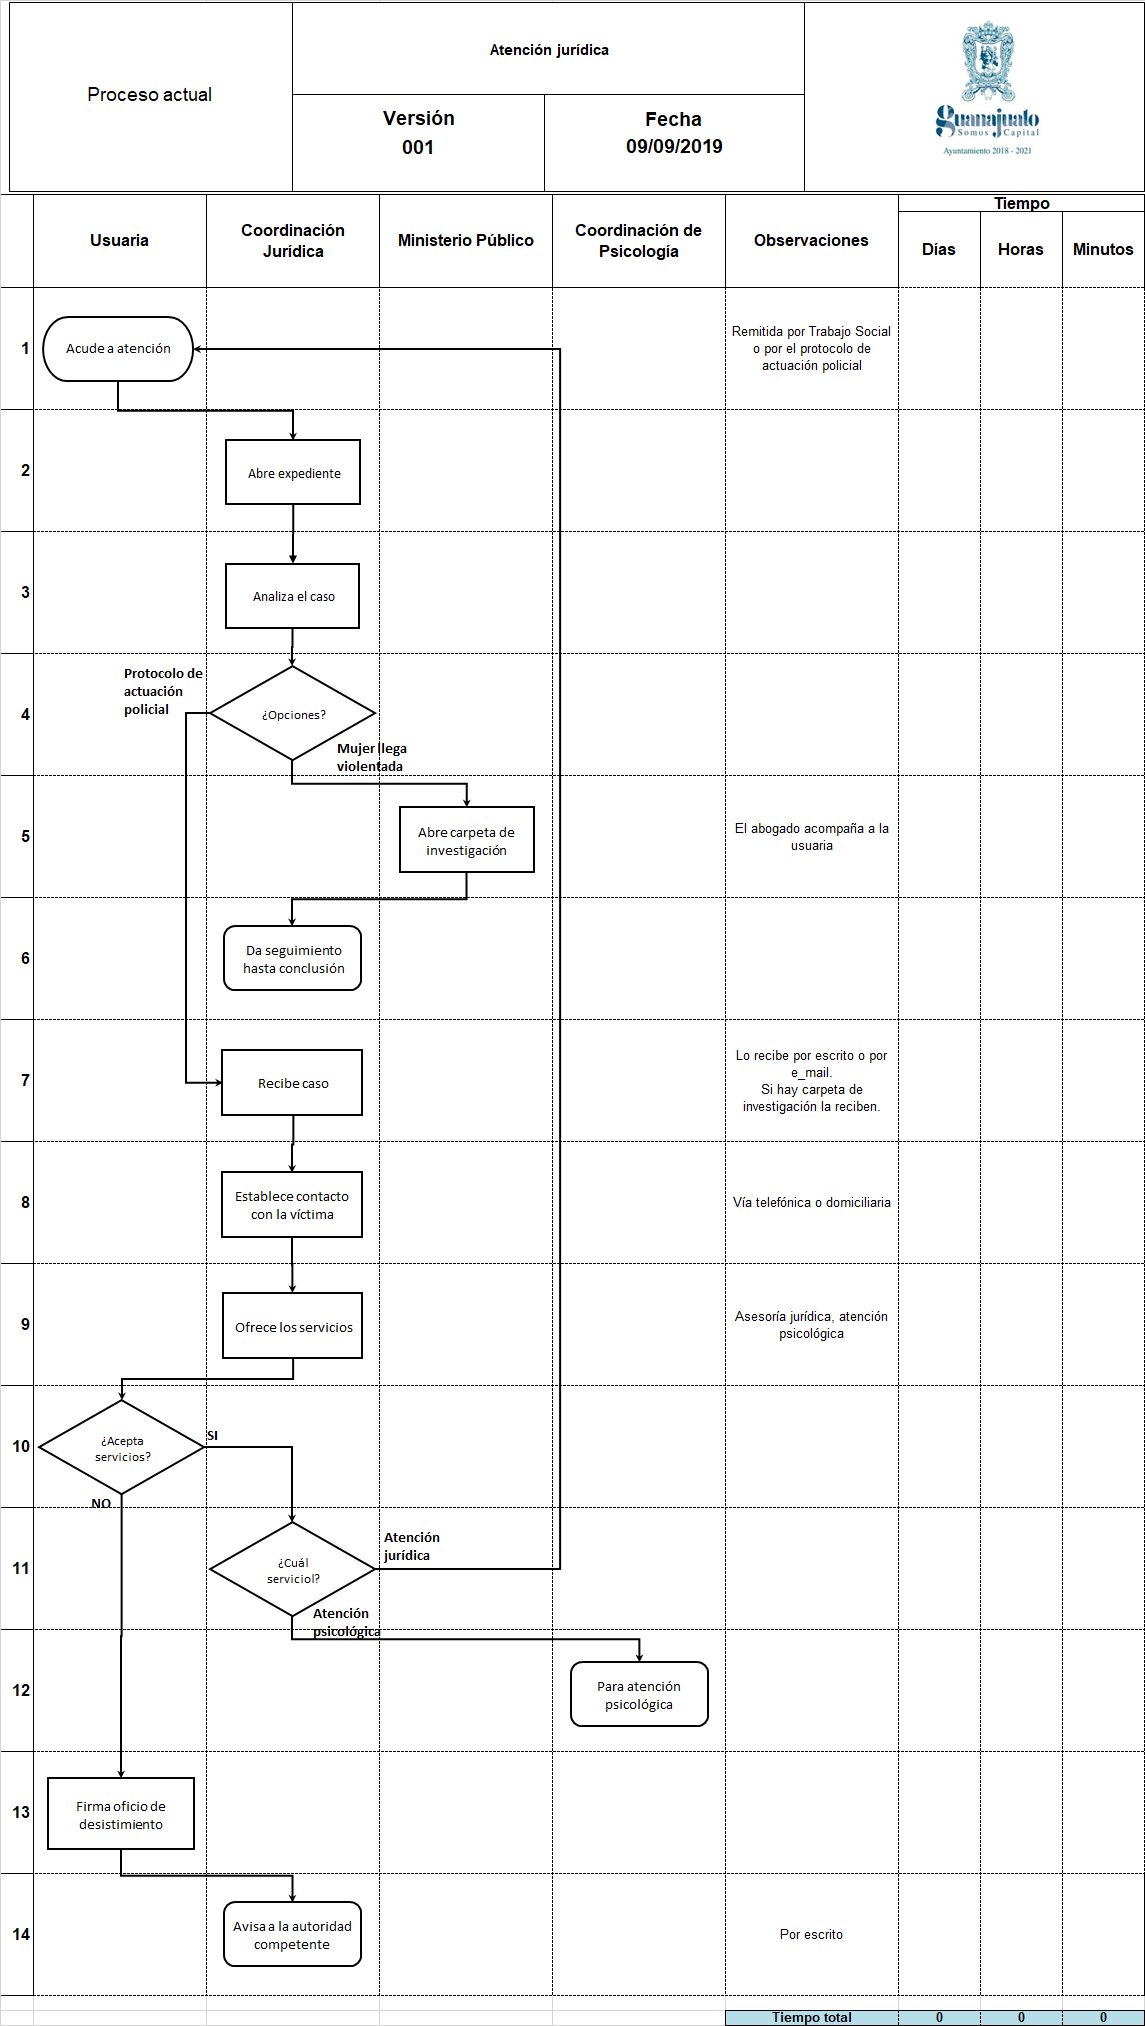 Proceso actual
Atención jurídica
Versión
001
Fecha
09/09/2019
Guanajuato
Somos Capital
Ayuntamiento 2018 - 2021
Usuaria
Coordinación
Jurídica
Ministerio Público
Coordinación de
Psicología
Observaciones
Tiempo
Días
Horas
Minutos
1
Acude a atención
Remitida por Trabajo Social
o por el protocolo de
actuación policial
2
Abre expediente
3
Analiza el caso
4
Protocolo de
actuación
policial
¿Opciones?
Mujer llega
violentada
5
Abre carpeta de
investigación
El abogado acompaña a la
usuaria
6
Da seguimiento
hasta conclusión
7
Recibe caso
Lo recibe por escrito o por
e_mail.
Si hay carpeta de
investigación la reciben.
8
Establece contacto
con la víctima
Vía telefónica o domiciliaria
9
Ofrece los servicios
Asesoría jurídica, atención
psicológica
10
¿Acepta
servicios?
SI
NO
11
¿Cuál
serviciol?
Atención
jurídica
Atención
psicológica
12
Para atención
psicológica
13
Firma oficio de
desistimiento
14
Avisa a la autoridad
competente
Por escrito
Tiempo total
0
0
0